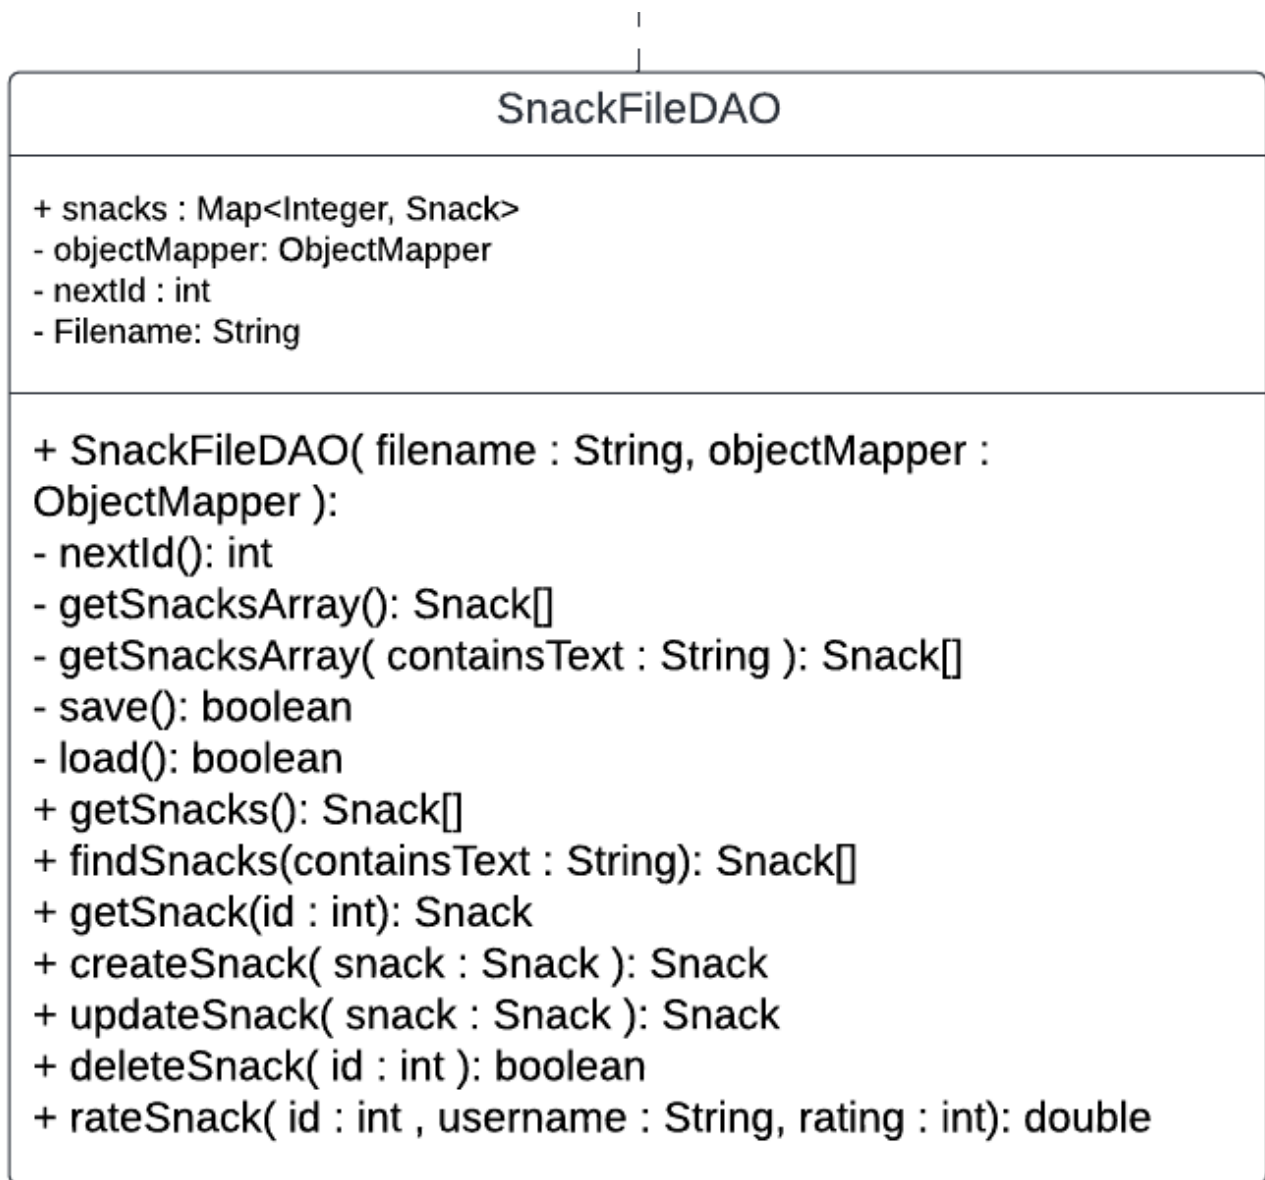 SnackFileDAO
+ snacks : Map<Integer, Snack>
- objectMapper: ObjectMapper
- nextId : int
- Filename: String
+ SnackFileDAO( filename : String, objectMapper :
ObjectMapper ):
- nextId(): int
- getSnacksArray(): Snack[]
- getSnacksArray( containsText : String ): Snack[]
- save(): boolean
- load(): boolean
+ getSnacks(): Snack[]
+ findSnacks(containsText : String): Snack[]
+ getSnack(id : int): Snack
+ createSnack( snack : Snack ): Snack
+ updateSnack( snack : Snack ): Snack
+ deleteSnack( id : int ): boolean
+ rateSnack( id : int , username : String, rating : int): double